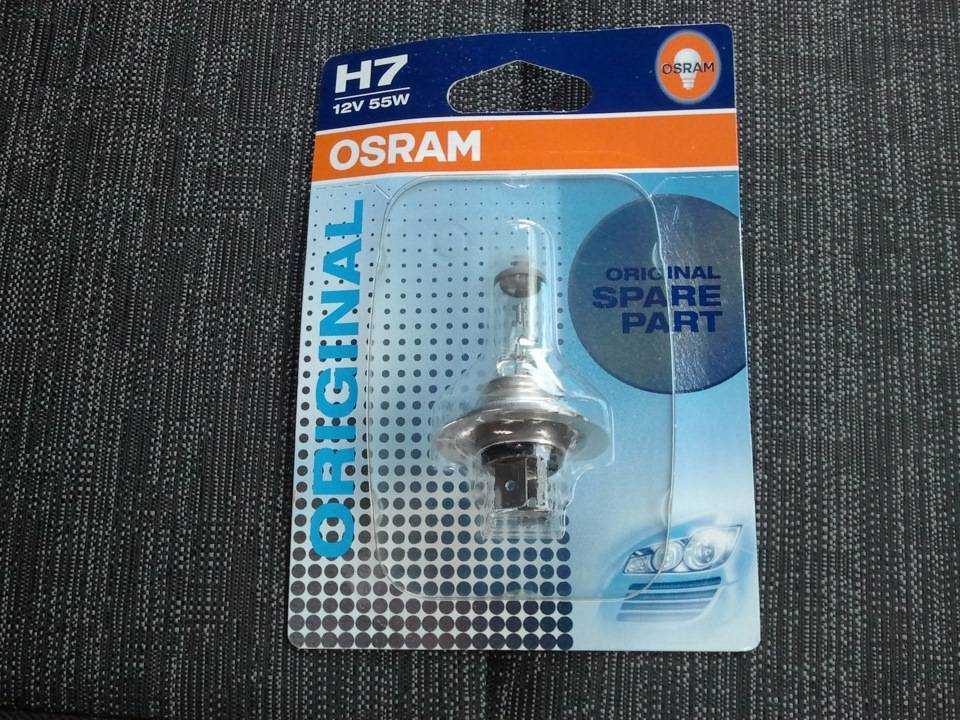 H7
12V 55W
OSRAM
OSRAM
ORIGINAL
ORIGINAL
SPARE
PART